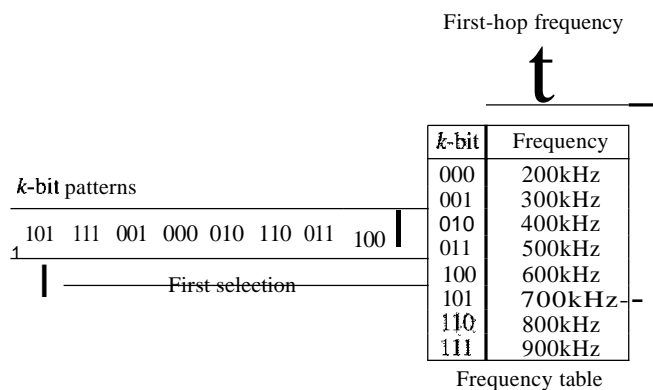 First-hop frequency
t
k-bit Frequency
000 200kHz
k-bit patterns
001 300kHz
010 400kHz
101 111 001 000 010 110 011 100
1
011 500kHz
100 600kHz
First selection
101 700kHz--
110 800kHz
111 900kHz
Frequency table